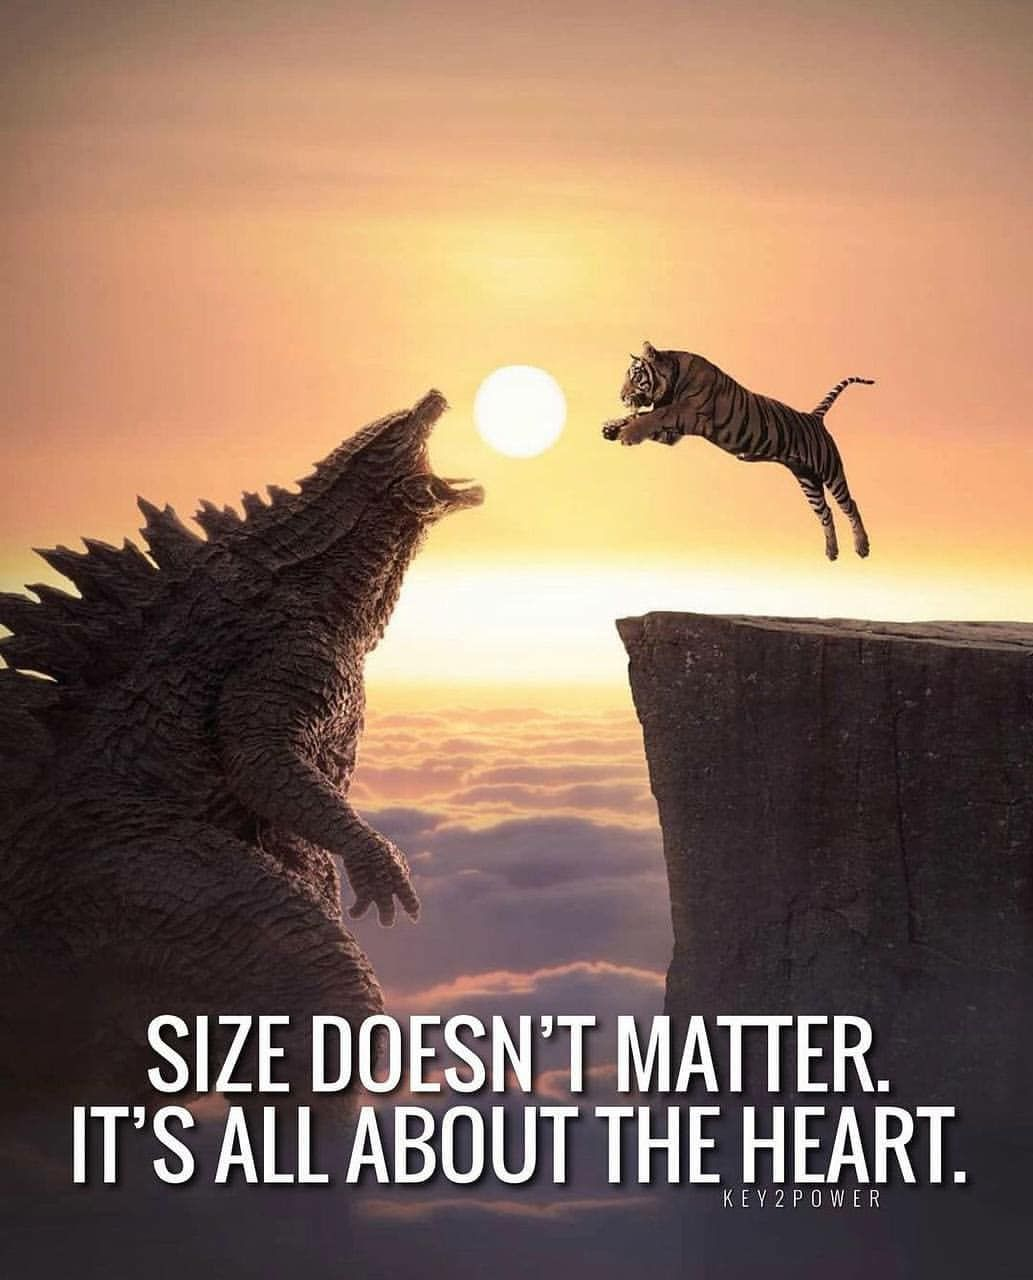 SIZE DOESN’T MATTER.
IT’S ALL ABOUT THE HEART.
KEY2POWER